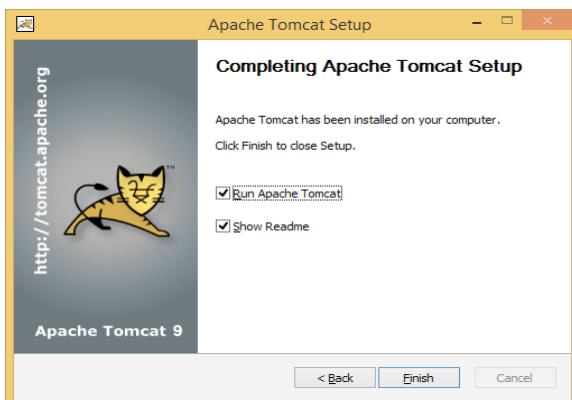 Apache Tomcat Setup
http://tomcat.apache.org
TM
Apache Tomcat 9
Completing Apache Tomcat Setup
Apache Tomcat has been installed on your computer.
Click Finish to close Setup.
Run Apache Tomcat
Show Readme
< Back
Finish
Cancel